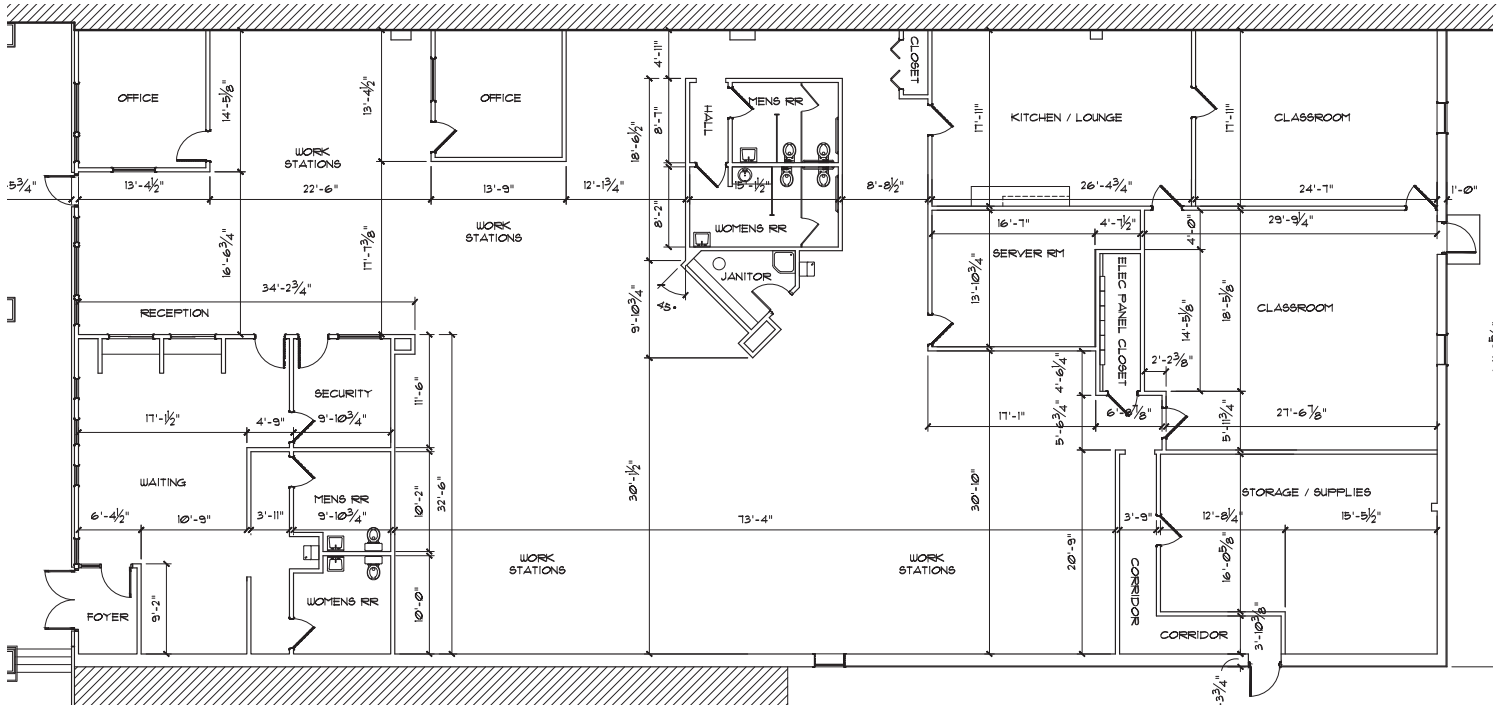 CLOSET
4'-11"
OFFICE
14'-5⅝"
13'-4½"
OFFICE
MENS RR
HALL
8'-7"
18'-6½"
17'-11"
KITCHEN / LOUNGE
17'-11"
CLASSROOM
WORK
STATIONS
5¾"
13'-4½"
22'-6"
13'-9"
12'-1¾"
15'-1½"
8'-8½"
26'-4¾"
24'-7"
1'-0"
16'-6¾"
17'-7⅜"
WORK
STATIONS
8'-2"
WOMENS RR
16'-7"
4'-7½"
4'-0"
29'-9¼"
SERVER RM
13'-10¾"
34'-2¾"
JANITOR
45°
9'-10¾"
ELEC PANEL CLOSET
14'-5⅝"
18'-5⅝"
CLASSROOM
RECEPTION
SECURITY
11'-6"
4'-6¼"
2'-2⅜"
17'-1½"
4'-9"
9'-10¾"
17'-1"
5'-6¾"
5'-11¾"
27'-6⅞"
WAITING
MENS RR
10'-2"
32'-6"
30'-1½"
30'-10"
STORAGE / SUPPLIES
6'-4½"
10'-9"
3'-11"
9'-10¾"
73'-4"
3'-9"
12'-8¼"
15'-5½"
WORK
STATIONS
WORK
STATIONS
20'-9"
16'-0⅝"
CORRIDOR
FOYER
9'-2"
WOMENS RR
10'-0"
CORRIDOR
3'-10⅜"
3¾"